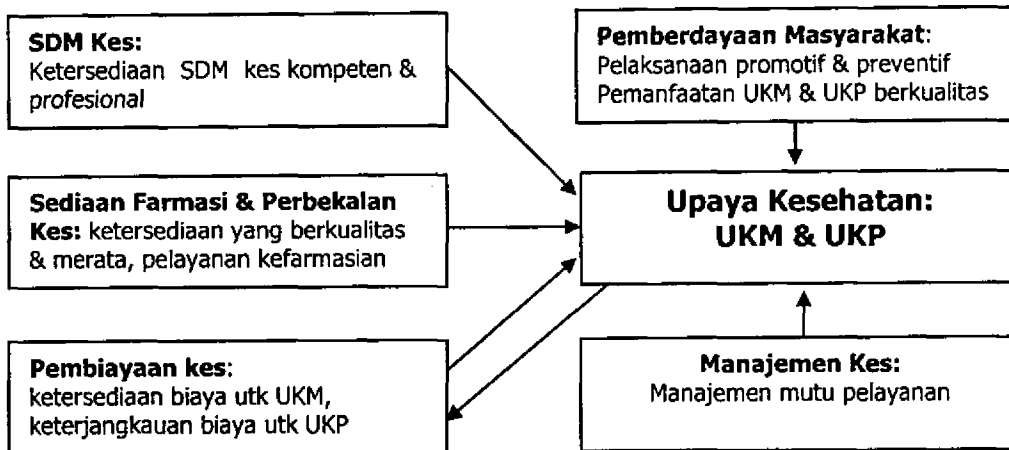 SDM Kes:
Ketersediaan SDM kes kompeten &
profesional
Pemberdayaan Masyarakat:
Pelaksanaan promotif & preventif
Pemanfaatan UKM & UKP berkualitas
Sediaan Farmasi & Perbekalan
Kes: ketersediaan yang berkualitas
& merata, pelayanan kefarmasian
Upaya Kesehatan:
UKM & UKP
Pembiayaan kes:
ketersediaan biaya utk UKM,
keterjangkauan biaya utk UKP
Manajemen Kes:
Manajemen mutu pelayanan